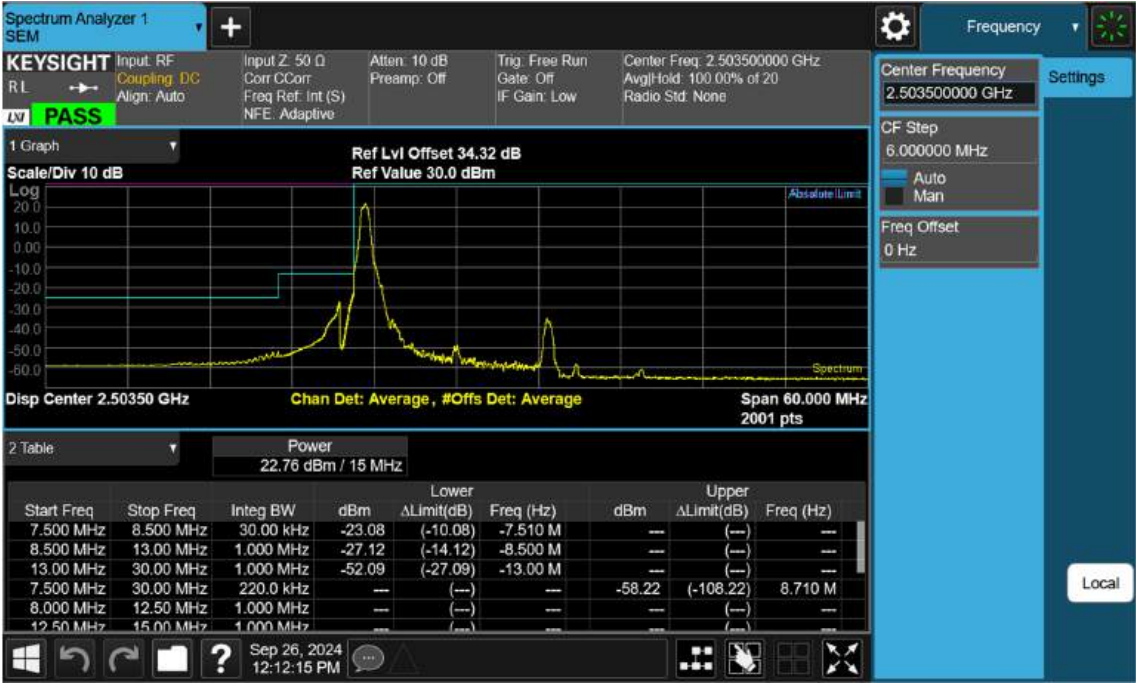 Spectrum Analyzer 1
SEM
Frequency
KEYSIGHT
R L
LXI PASS
Input: RF
Coupling: DC
Align: Auto
Input Z: 50 Ω
Corr CCorr
Freq Ref: Int (S)
NFE: Adaptive
Atten: 10 dB
Preamp: Off
Trig: Free Run
Gate: Off
IF Gain: Low
Center Freq: 2.503500000 GHz
Avg|Hold: 100.00% of 20
Radio Std: None
Center Frequency
2.503500000 GHz
Settings
CF Step
6.000000 MHz
Auto
Man
Freq Offset
0 Hz
Local
1 Graph
Ref Lvl Offset 34.32 dB
Scale/Div 10 dB
Ref Value 30.0 dBm
Log
Absolute Limit
20.0
10.0
0.00
-10.0
-20.0
-30.0
-40.0
-50.0
-60.0
Spectrum
Disp Center 2.50350 GHz
Chan Det: Average, #Offs Det: Average
Span 60.000 MHz
2001 pts
2 Table
Power
22.76 dBm / 15 MHz
Lower Upper
Start Freq Stop Freq Integ BW dBm ΔLimit(dB) Freq (Hz) dBm ΔLimit(dB) Freq (Hz)
7.500 MHz 8.500 MHz 30.00 kHz -23.08 (-10.08) -7.510 M --- (---) ---
8.500 MHz 13.00 MHz 1.000 MHz -27.12 (-14.12) -8.500 M --- (---) ---
13.00 MHz 30.00 MHz 1.000 MHz -52.09 (-27.09) -13.00 M --- (---) ---
7.500 MHz 30.00 MHz 220.0 kHz --- (---) --- -58.22 (-108.22) 8.710 M
8.000 MHz 12.50 MHz 1.000 MHz --- (---) --- --- (---) ---
12.50 MHz 15.00 MHz 1.000 MHz --- (---) --- --- (---) ---
?
Sep 26, 2024
12:12:15 PM